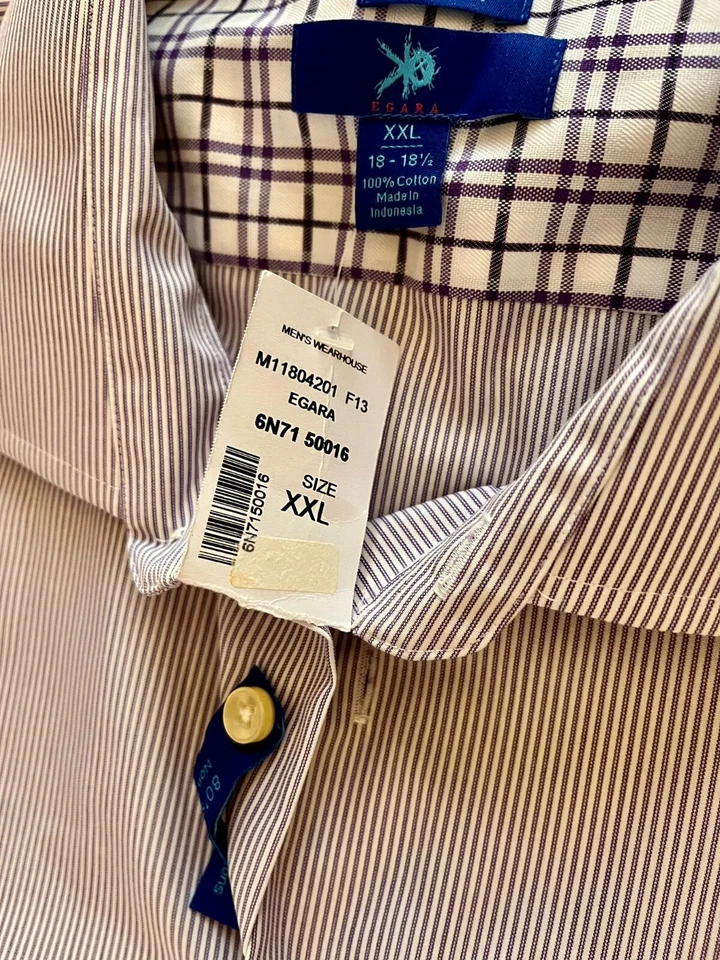 EGARA
XXL
18 - 18½
100% Cotton
Made in
Indonesia
MEN'S WEARHOUSE
M11804201 F13
EGARA
6N71 50016
SIZE
XXL
6N7150016
80